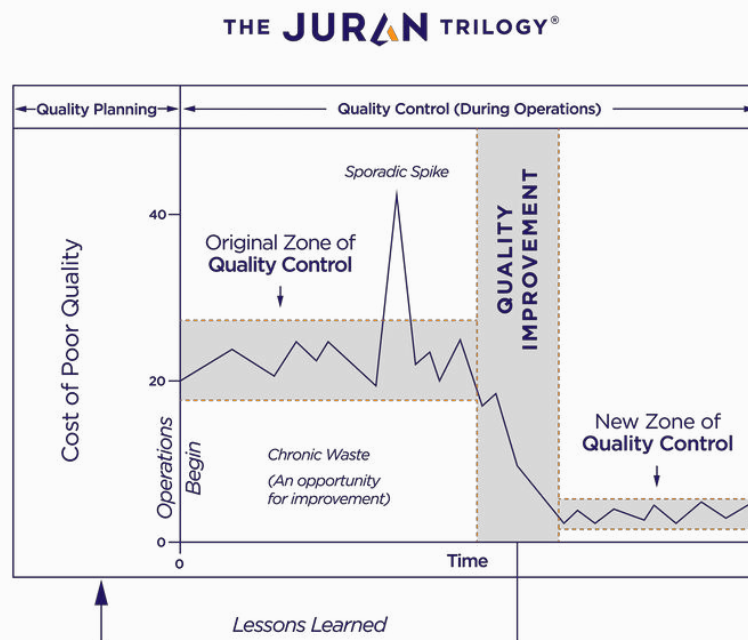 THE JURAN TRILOGY®
Quality Planning
Quality Control (During Operations)
Sporadic Spike
40
Original Zone of
Quality Control
QUALITY
IMPROVEMENT
Cost of Poor Quality
20
New Zone of
Quality Control
Operations
Begin
Chronic Waste
(An opportunity
for improvement)
0
0
Time
Lessons Learned